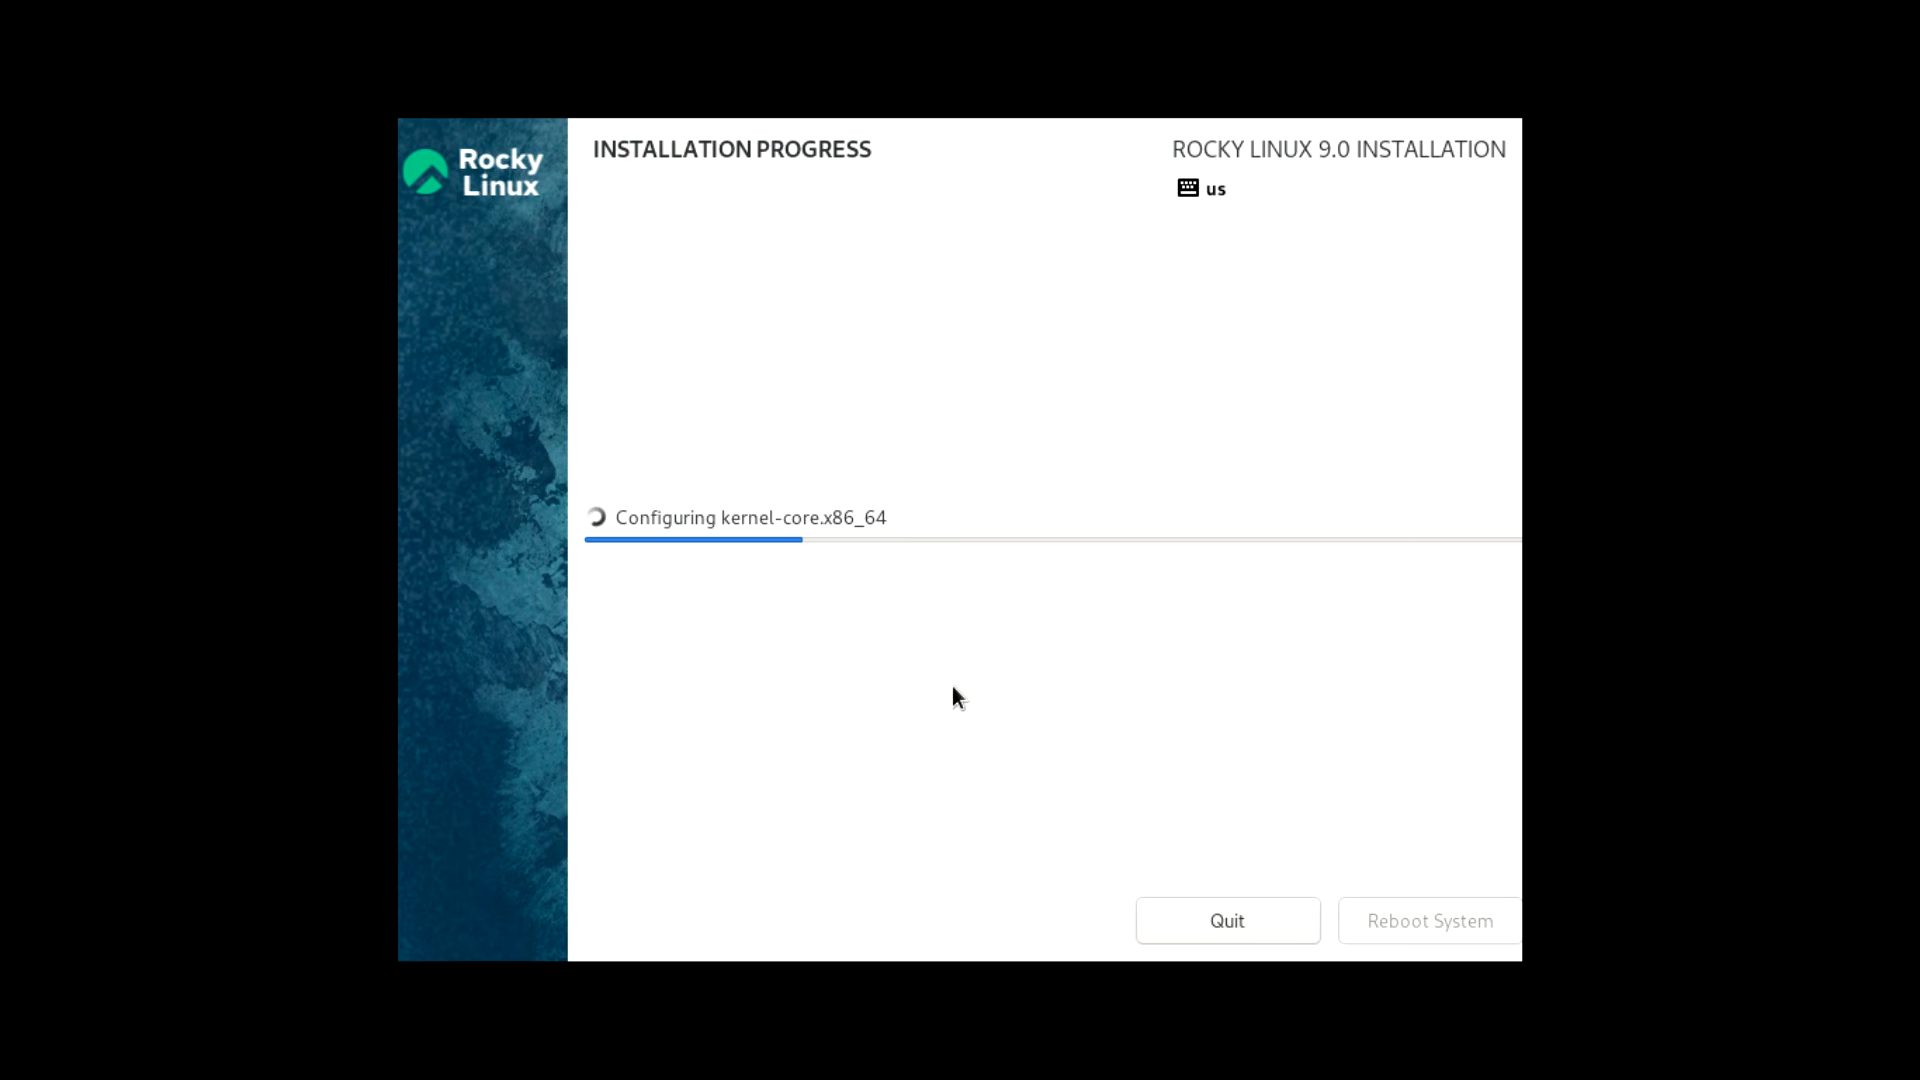 Rocky
Linux
INSTALLATION PROGRESS
ROCKY LINUX 9.0 INSTALLATION
us
Configuring kernel-core.x86_64
Quit
Reboot System